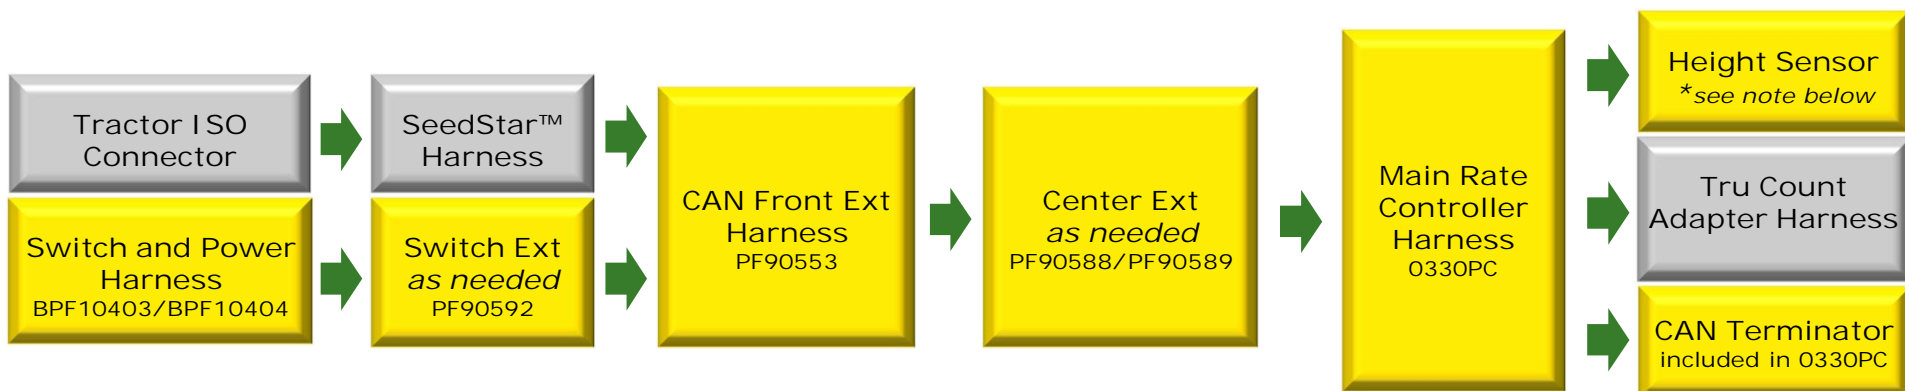 Tractor ISO
Connector
SeedStar™
Harness
Switch and Power
Harness
BPF10403/BPF10404
Switch Ext
as needed
PF90592
CAN Front Ext
Harness
PF90553
Center Ext
as needed
PF90588/PF90589
Main Rate
Controller
Harness
0330PC
Height Sensor
*see note below
Tru Count
Adapter Harness
CAN Terminator
included in 0330PC